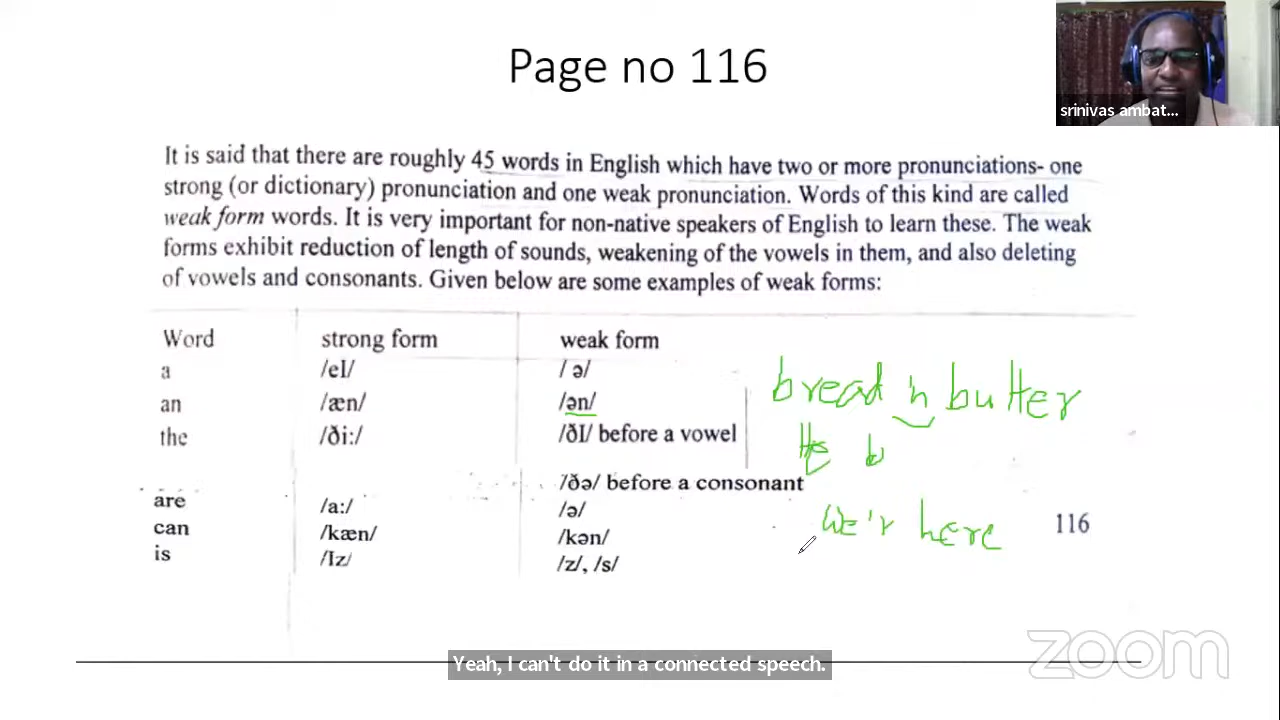 Page no 116
srinivas ambat...
It is said that there are roughly 45 words in English which have two or more pronunciations- one
strong (or dictionary) pronunciation and one weak pronunciation. Words of this kind are called
weak form words. It is very important for non-native speakers of English to learn these. The weak
forms exhibit reduction of length of sounds, weakening of the vowels in them, and also deleting
of vowels and consonants. Given below are some examples of weak forms:
Word strong form weak form
a /eI/ /ə/
an /æn/ /ən/
the /ði:/ /ðI/ before a vowel
/ðə/ before a consonant
are /a:/ /ə/
can /kæn/ /kən/
is /Iz/ /z/, /s/
bread 'n butter
We'r here
116
zoom
Yeah, I can't do it in a connected speech.